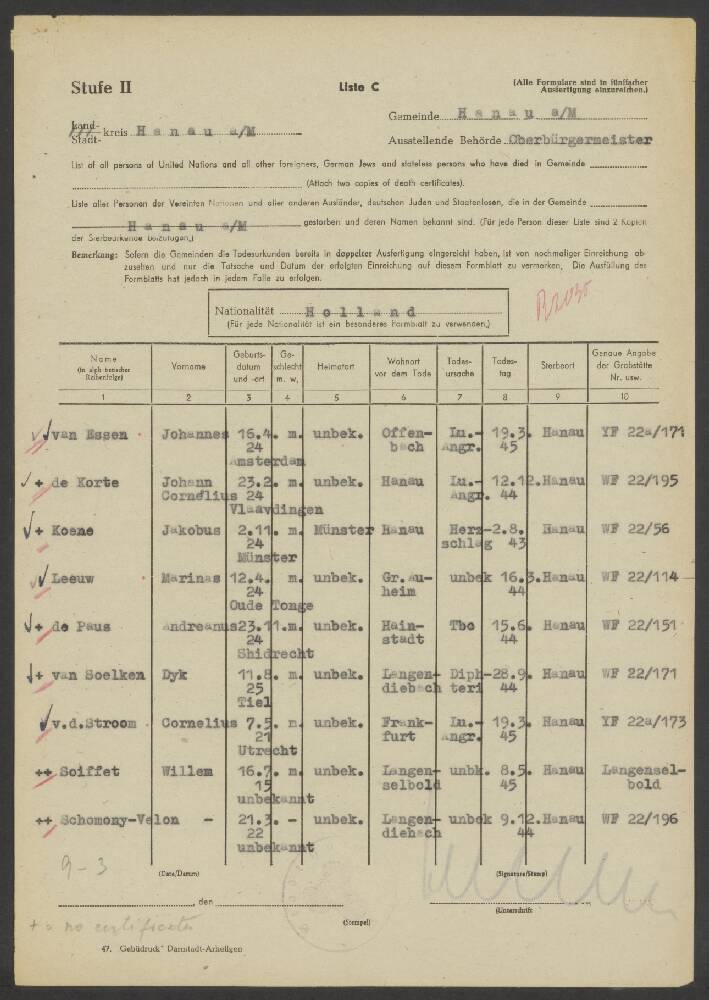 Stufe II
Liste C
(Alle Formulare sind in fünffacher
Ausfertigung einzureichen.)
Gemeinde Hanau a/M
Land-
Stadt- kreis Hanau a/M
Ausstellende Behörde Oberbürgermeister
List of all persons of United Nations and all other foreigners, German Jews and stateless persons who have died in Gemeinde
(Attach two copies of death certificates).
Liste aller Personen der Vereinten Nationen und aller anderen Ausländer, deutschen Juden und Staatenlosen, die in der Gemeinde
Hanau a/M gestorben und deren Namen bekannt sind. (Für jede Person dieser Liste sind 2 Kopien
der Sterbeurkunde beizufügen.)
Bemerkung: Sofern die Gemeinden die Todesurkunden bereits in doppelter Ausfertigung eingereicht haben, ist von nochmaliger Einreichung ab-
zusehen und nur die Tatsache und Datum der erfolgten Einreichung auf diesem Formblatt zu vermerken. Die Ausfüllung des
Formblatts hat jedoch in jedem Falle zu erfolgen.
Nationalität Holland
(Für jede Nationalität ist ein besonderes Formblatt zu verwenden.)
Name Vorname Geburts- Ge- Heimatort Wohnort Todes- Todes- Sterbeort Genaue Angabe
(in alphabetischer datum schlecht vor dem Tode ursache tag der Grabstätte
Reihenfolge) und -ort m. w. Nr. usw.
1 2 3 4 5 6 7 8 9 10
van Essen Johannes 16.4. m. unbek. Offen- Lu.- 19.3. Hanau YF 22a/171
24 bach Angr. 45
Amsterdam
+ de Korte Johann 23.2. m. unbek. Hanau Lu.- 12.12. Hanau WF 22/195
Cornelius 24 Angr. 44
Vlaavdingen
+ Koene Jakobus 2.11. m. Münster Hanau Herz- 2.8. Hanau WF 22/56
24 schlag 43
Münster
Leeuw Marinas 12.4. m. unbek. Gr.Au- unbek 16.3. Hanau WF 22/114
24 heim 44
Oude Tonge
+ de Paus Andreanus 23.11. m. unbek. Hain- Tbc 15.6. Hanau WF 22/151
24 stadt 44
Shidrecht
+ van Soelken Dyk 11.8. m. unbek. Langen- Diph- 28.9. Hanau WF 22/171
25 diebach teri 44
Tiel
v.d.Stroom Cornelius 7.5. m. unbek. Frank- Lu.- 19.3. Hanau YF 22a/173
21 furt Angr. 45
Utrecht
++ Soiffet Willem 16.7. m. unbek. Langen- unbk. 8.5. Hanau Langensel-
15 selbold 45 bold
unbekannt
++ Schomony-Velon - 21.3. - unbek. Langen- unbek 9.12. Hanau WF 22/196
22 diebach 44
unbekannt
9-3
(Date/Datum)
(Signature/Stamp)
, den
(Stempel)
(Unterschrift)
+ = no certificates
47. Gebüdruck Darmstadt-Arheilgen